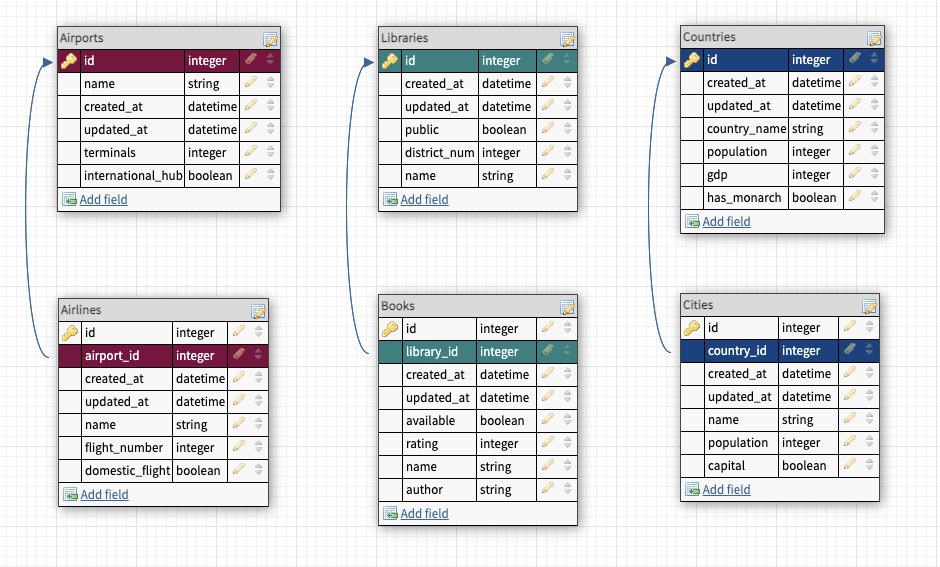 Airports
id integer
name string
created_at datetime
updated_at datetime
terminals integer
international_hub boolean
Add field
Libraries
id integer
created_at datetime
updated_at datetime
public boolean
district_num integer
name string
Add field
Countries
id integer
created_at datetime
updated_at datetime
country_name string
population integer
gdp integer
has_monarch boolean
Add field
Airlines
id integer
airport_id integer
created_at datetime
updated_at datetime
name string
flight_number integer
domestic_flight boolean
Add field
Books
id integer
library_id integer
created_at datetime
updated_at datetime
available boolean
rating integer
name string
author string
Add field
Cities
id integer
country_id integer
created_at datetime
updated_at datetime
name string
population integer
capital boolean
Add field